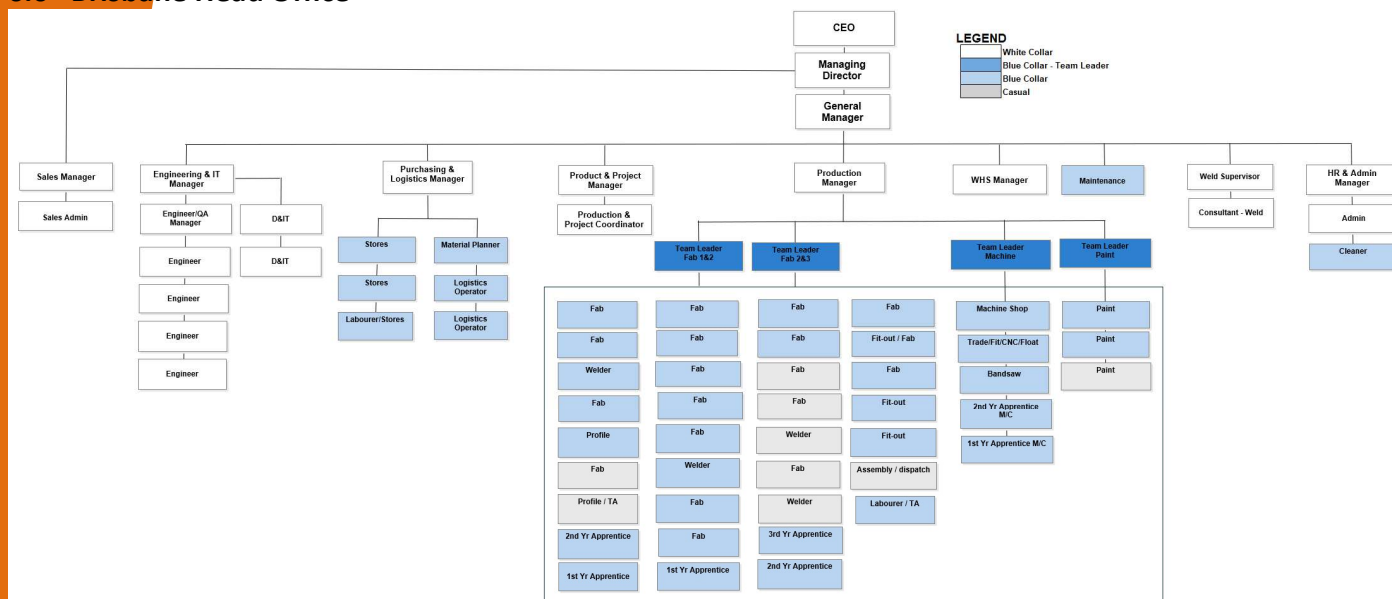 CEO
LEGEND
White Collar
Blue Collar - Team Leader
Blue Collar
Casual
Managing
Director
General
Manager
Sales Manager
Sales Admin
Engineering & IT
Manager
Engineer/QA
Manager
Engineer
Engineer
Engineer
Engineer
D&IT
D&IT
Purchasing &
Logistics Manager
Stores
Stores
Labourer/Stores
Material Planner
Logistics
Operator
Logistics
Operator
Product & Project
Manager
Production &
Project Coordinator
Production
Manager
WHS Manager
Maintenance
Weld Supervisor
Consultant - Weld
HR & Admin
Manager
Admin
Cleaner
Team Leader
Fab 1&2
Team Leader
Fab 2&3
Team Leader
Machine
Team Leader
Paint
Fab
Fab
Welder
Fab
Profile
Fab
Profile / TA
2nd Yr Apprentice
1st Yr Apprentice
Fab
Fab
Fab
Fab
Fab
Welder
Fab
Fab
1st Yr Apprentice
Fab
Fab
Fab
Fab
Welder
Fab
Welder
3rd Yr Apprentice
2nd Yr Apprentice
Fab
Fit-out / Fab
Fab
Fit-out
Fit-out
Assembly / dispatch
Labourer / TA
Machine Shop
Trade/Fit/CNC/Float
Bandsaw
2nd Yr Apprentice
M/C
1st Yr Apprentice M/C
Paint
Paint
Paint